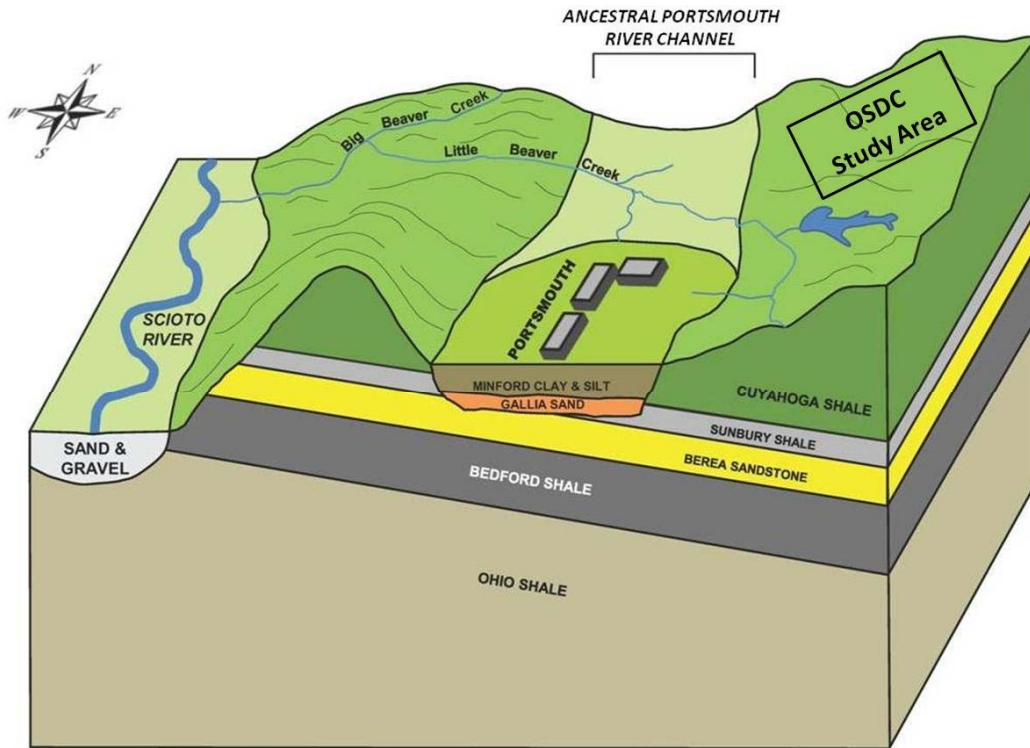 ANCESTRAL PORTSMOUTH
RIVER CHANNEL
N
W E
S
OSDC
Study Area
Big Beaver Creek
Little Beaver Creek
SCIOTO
RIVER
PORTSMOUTH
MINFORD CLAY & SILT
GALLIA SAND
CUYAHOGA SHALE
SUNBURY SHALE
BEREA SANDSTONE
SAND &
GRAVEL
BEDFORD SHALE
OHIO SHALE